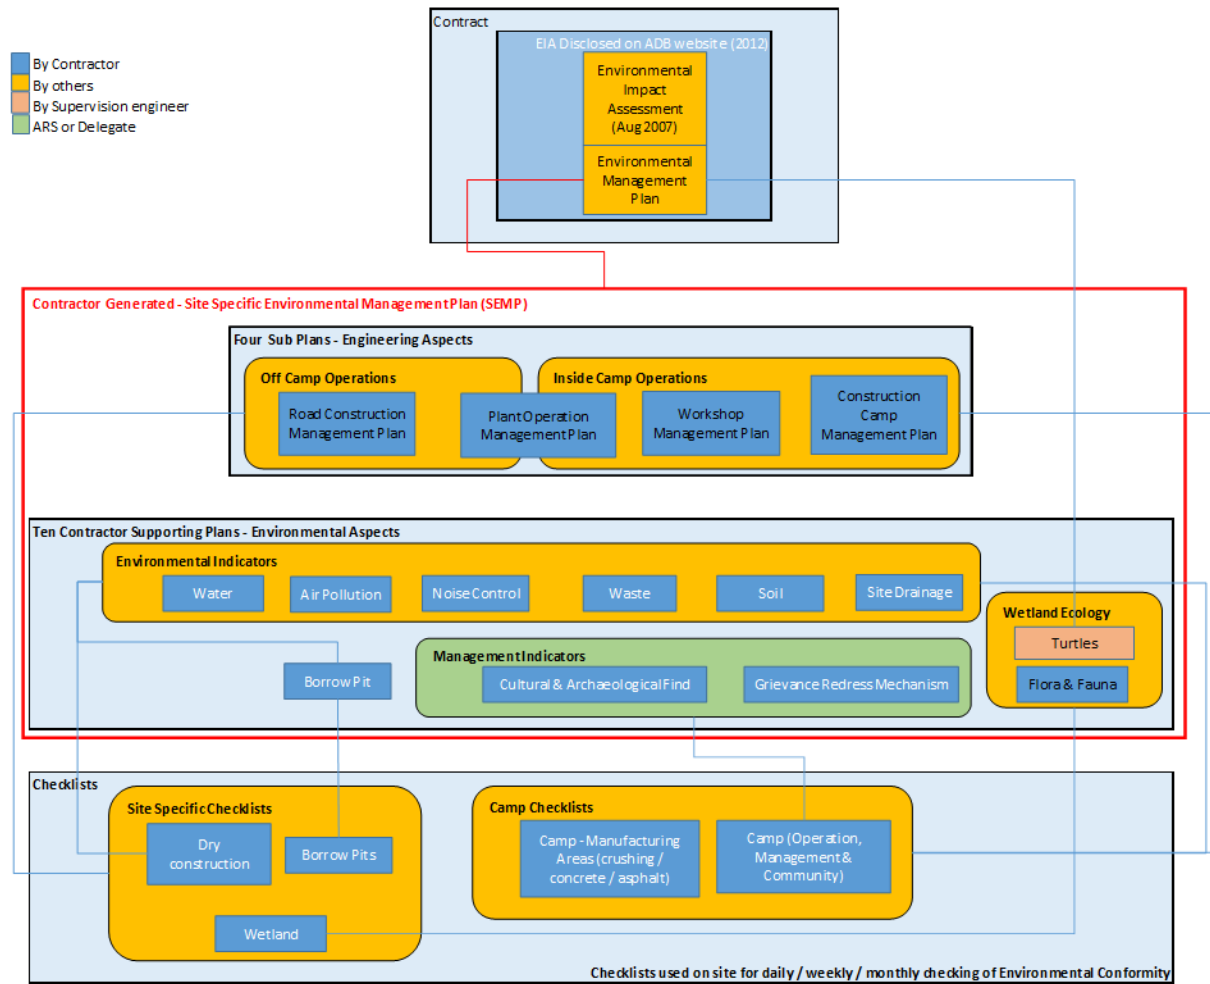 Contract
EIA Disclosed on ADB website (2012)
Environmental
Impact
Assessment
(Aug 2007)
Environmental
Management
Plan
By Contractor
By others
By Supervision engineer
ARS or Delegate
Contractor Generated - Site Specific Environmental Management Plan (SEMP)
Four Sub Plans - Engineering Aspects
Off Camp Operations
Road Construction
Management Plan
Plant Operation
Management Plan
Inside Camp Operations
Workshop
Management Plan
Construction
Camp
Management Plan
Ten Contractor Supporting Plans - Environmental Aspects
Environmental Indicators
Water
Air Pollution
Noise Control
Waste
Soil
Site Drainage
Wetland Ecology
Turtles
Flora & Fauna
Management Indicators
Cultural & Archaeological Find
Grievance Redress Mechanism
Borrow Pit
Checklists
Site Specific Checklists
Dry
construction
Borrow Pits
Wetland
Camp Checklists
Camp - Manufacturing
Areas (crushing /
concrete / asphalt)
Camp (Operation,
Management &
Community)
Checklists used on site for daily / weekly / monthly checking of Environmental Conformity